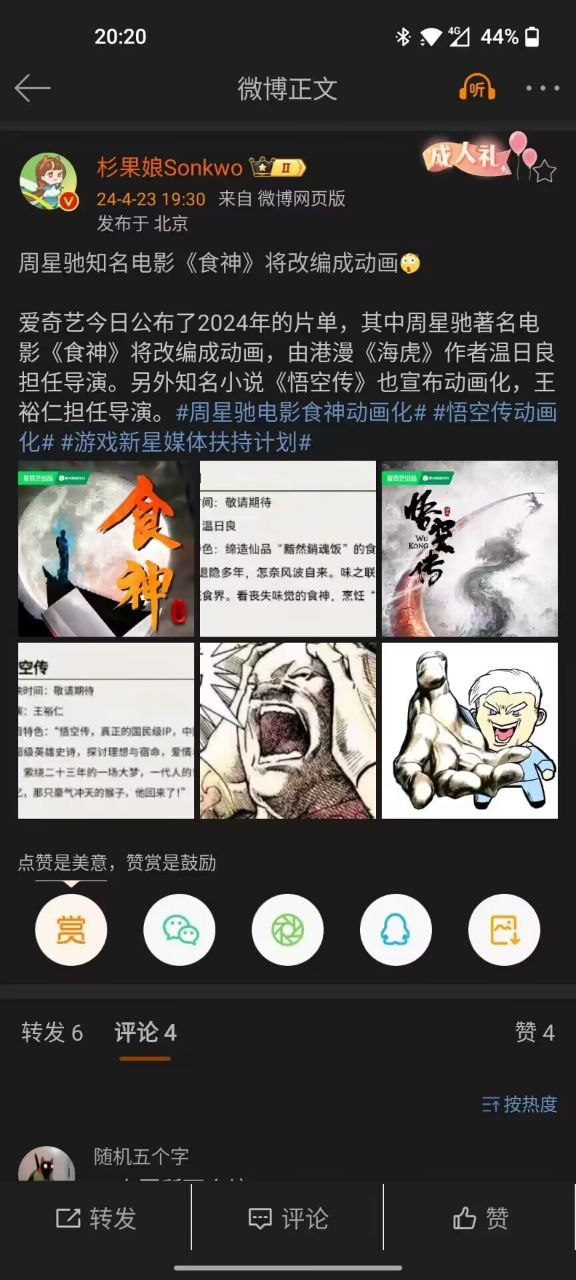 20:20
4G
44%
微博正文
听
杉果娘Sonkwo
II
成人礼
24-4-23 19:30 来自 微博网页版
发布于 北京
周星驰知名电影《食神》将改编成动画
爱奇艺今日公布了2024年的片单，其中周星驰著名电
影《食神》将改编成动画，由港漫《海虎》作者温日良
担任导演。另外知名小说《悟空传》也宣布动画化，王
裕仁担任导演。#周星驰电影食神动画化# #悟空传动画
化# #游戏新星媒体扶持计划#
爱奇艺出品
食神
间：敬请期待
温日良
色：缔造仙品“黯然銷魂饭”的食
退隐多年，怎奈风波自来。味之联
食界。看丧失味觉的食神，烹饪“
爱奇艺出品
悟空传
WU
KONG
空传
时间：敬请期待
：王裕仁
特色：“悟空传，真正的国民级IP，中
级英雄史诗，探讨理想与宿命，爱情
萦绕二十三年的一场大梦，一代人的
，那只豪气冲天的猴子，他回来了！”
点赞是美意，赞赏是鼓励
赏
转发 6
评论 4
赞 4
按热度
随机五个字
转发
评论
赞